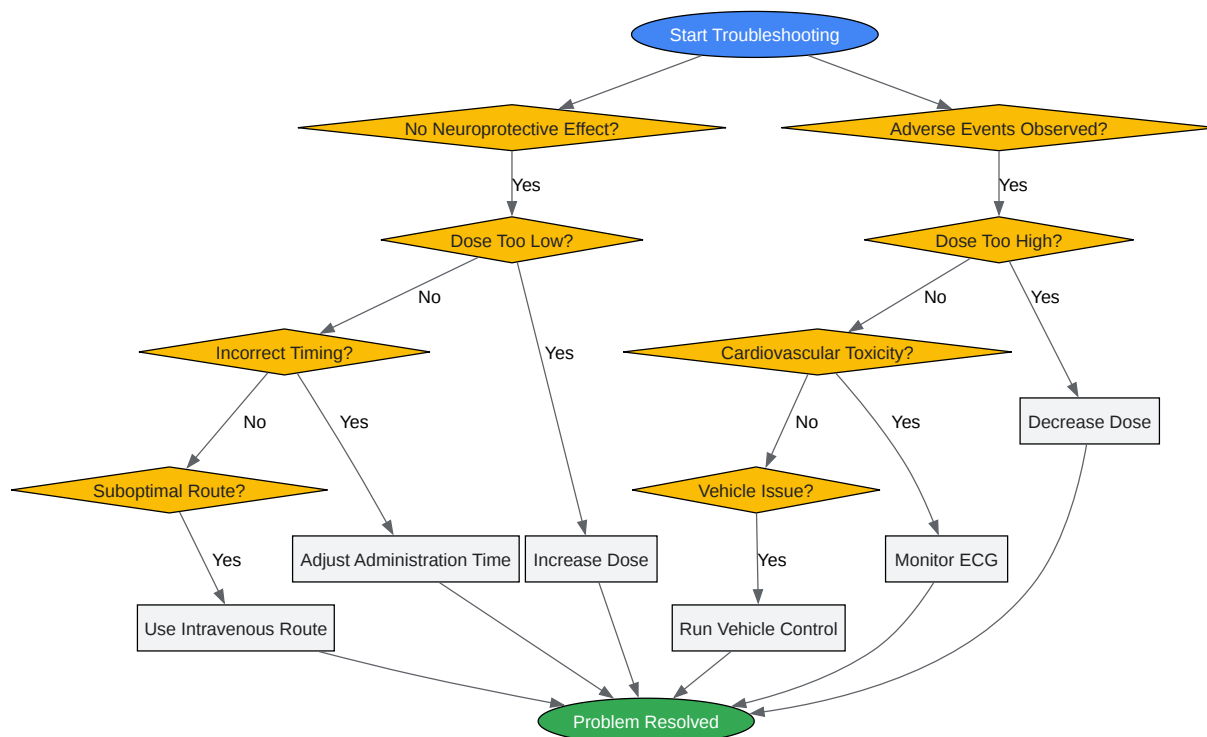 Start Troubleshooting
No Neuroprotective Effect?
Adverse Events Observed?
Yes
Yes
Dose Too Low?
Dose Too High?
No
No
Yes
Yes
Incorrect Timing?
Cardiovascular Toxicity?
No
Yes
No
Yes
Decrease Dose
Suboptimal Route?
Vehicle Issue?
Yes
Adjust Administration Time
Increase Dose
Yes
Monitor ECG
Use Intravenous Route
Run Vehicle Control
Problem Resolved